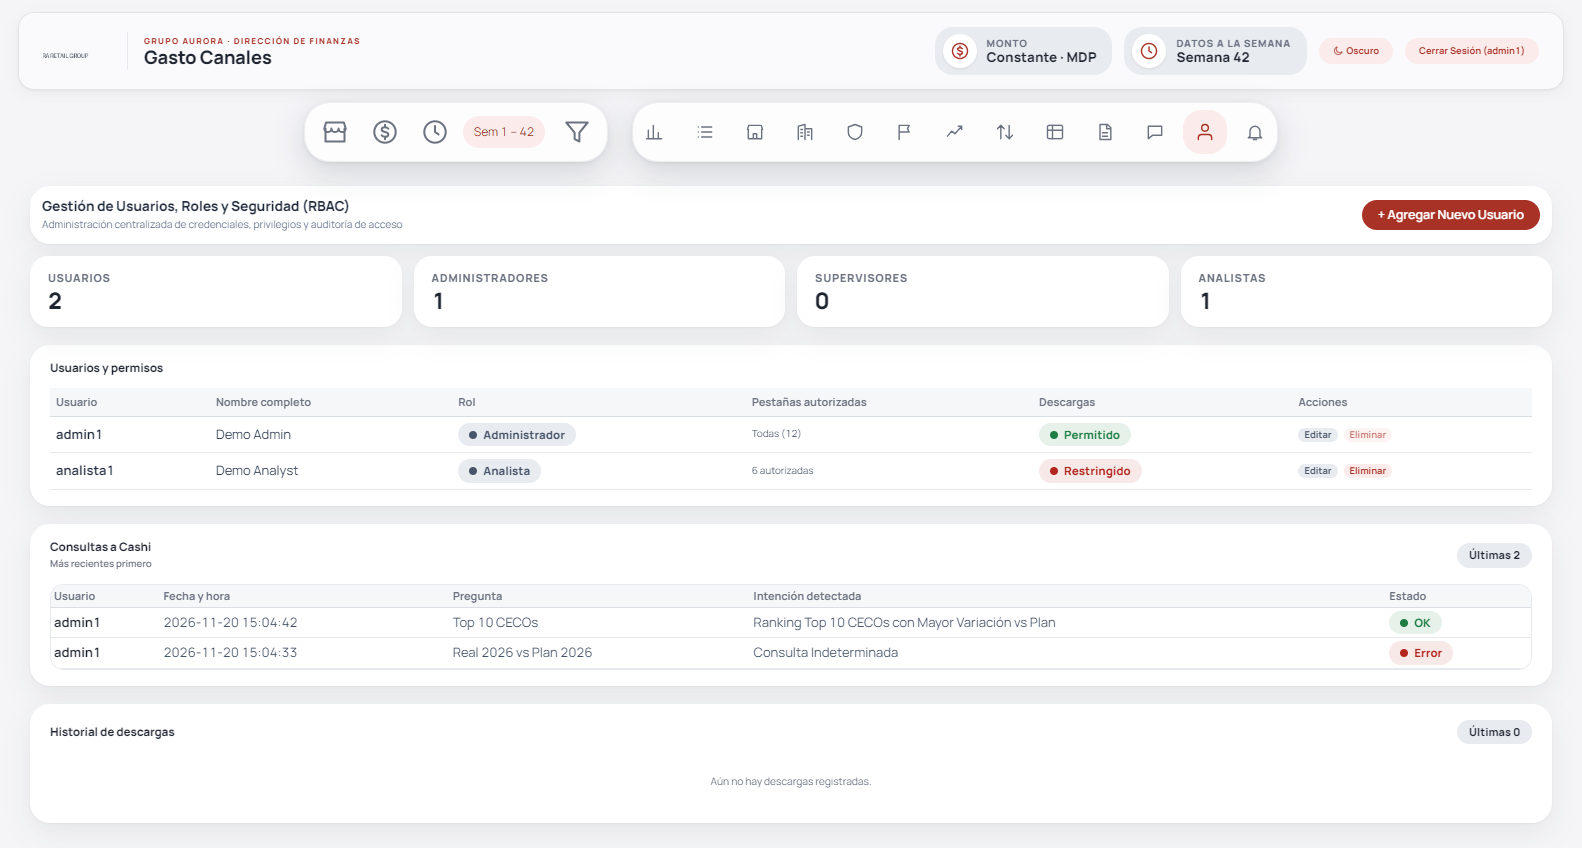 RETAIL GROUP
GRUPO AURORA · DIRECCIÓN DE FINANZAS
Gasto Canales
MONTO
Constante · MDP
DATOS A LA SEMANA
Semana 42
Oscuro
Cerrar Sesión (admin1)
Sem 1 – 42
Gestión de Usuarios, Roles y Seguridad (RBAC)
Administración centralizada de credenciales, privilegios y auditoría de acceso
+ Agregar Nuevo Usuario
USUARIOS
2
ADMINISTRADORES
1
SUPERVISORES
0
ANALISTAS
1
Usuarios y permisos
Usuario Nombre completo Rol Pestañas autorizadas Descargas Acciones
admin1 Demo Admin Administrador Todas (12) Permitido Editar Eliminar
analista1 Demo Analyst Analista 6 autorizadas Restringido Editar Eliminar
Consultas a Cashi
Más recientes primero
Últimas 2
Usuario Fecha y hora Pregunta Intención detectada Estado
admin1 2026-11-20 15:04:42 Top 10 CECOs Ranking Top 10 CECOs con Mayor Variación vs Plan OK
admin1 2026-11-20 15:04:33 Real 2026 vs Plan 2026 Consulta Indeterminada Error
Historial de descargas
Últimas 0
Aún no hay descargas registradas.